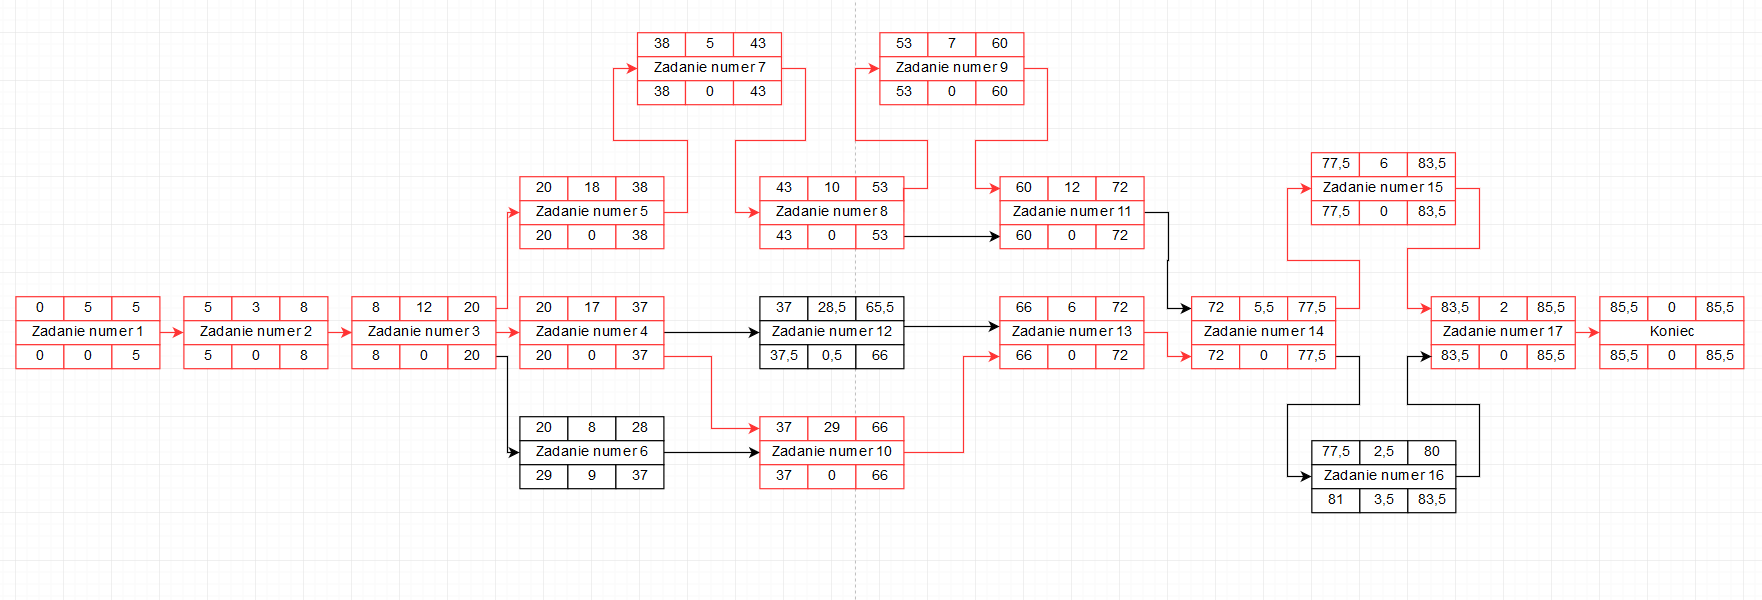 38 5 43
Zadanie numer 7
38 0 43
53 7 60
Zadanie numer 9
53 0 60
77,5 6 83,5
Zadanie numer 15
77,5 0 83,5
20 18 38
Zadanie numer 5
20 0 38
43 10 53
Zadanie numer 8
43 0 53
60 12 72
Zadanie numer 11
60 0 72
0 5 5
Zadanie numer 1
0 0 5
5 3 8
Zadanie numer 2
5 0 8
8 12 20
Zadanie numer 3
8 0 20
20 17 37
Zadanie numer 4
20 0 37
37 28,5 65,5
Zadanie numer 12
37,5 0,5 66
66 6 72
Zadanie numer 13
66 0 72
72 5,5 77,5
Zadanie numer 14
72 0 77,5
83,5 2 85,5
Zadanie numer 17
83,5 0 85,5
85,5 0 85,5
Koniec
85,5 0 85,5
20 8 28
Zadanie numer 6
29 9 37
37 29 66
Zadanie numer 10
37 0 66
77,5 2,5 80
Zadanie numer 16
81 3,5 83,5